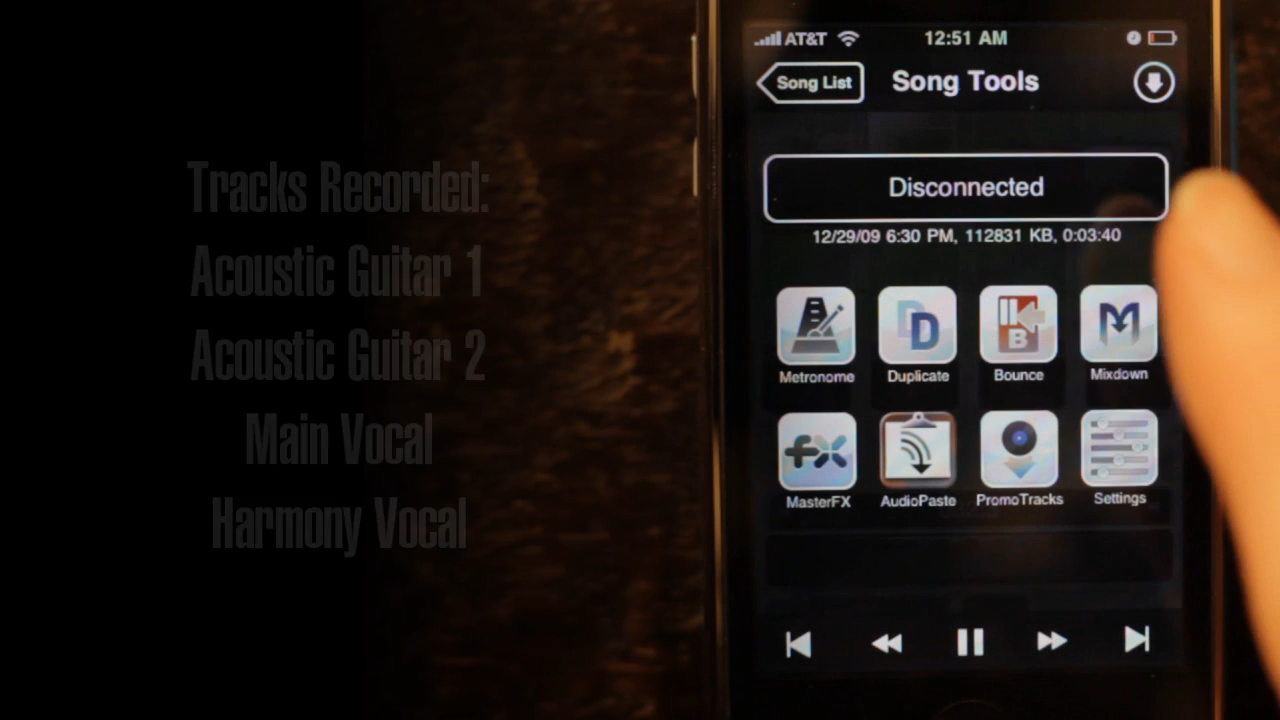 Tracks Recorded:
Acoustic Guitar 1
Acoustic Guitar 2
Main Vocal
Harmony Vocal
AT&T 12:51 AM
Song List Song Tools
Disconnected
12/29/09 6:30 PM, 112831 KB, 0:03:40
Metronome Duplicate Bounce Mixdown
MasterFX AudioPaste PromoTracks Settings